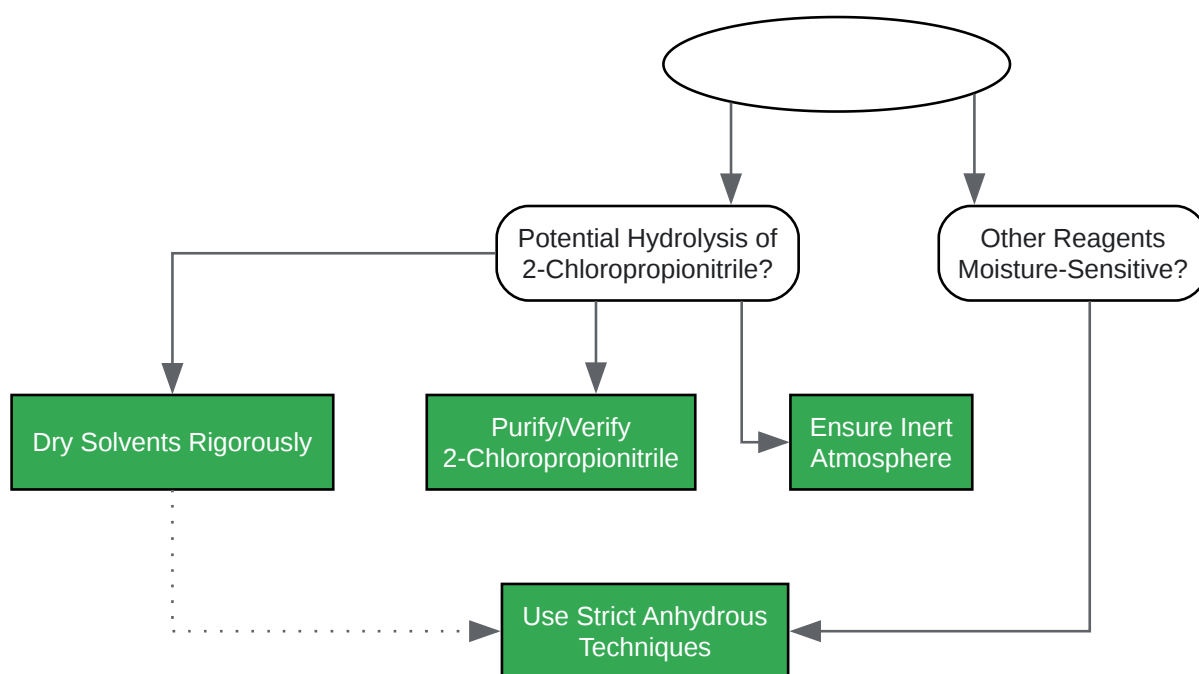 Potential Hydrolysis of
2-Chloropropionitrile?
Other Reagents
Moisture-Sensitive?
Dry Solvents Rigorously
Purify/Verify
2-Chloropropionitrile
Ensure Inert
Atmosphere
Use Strict Anhydrous
Techniques